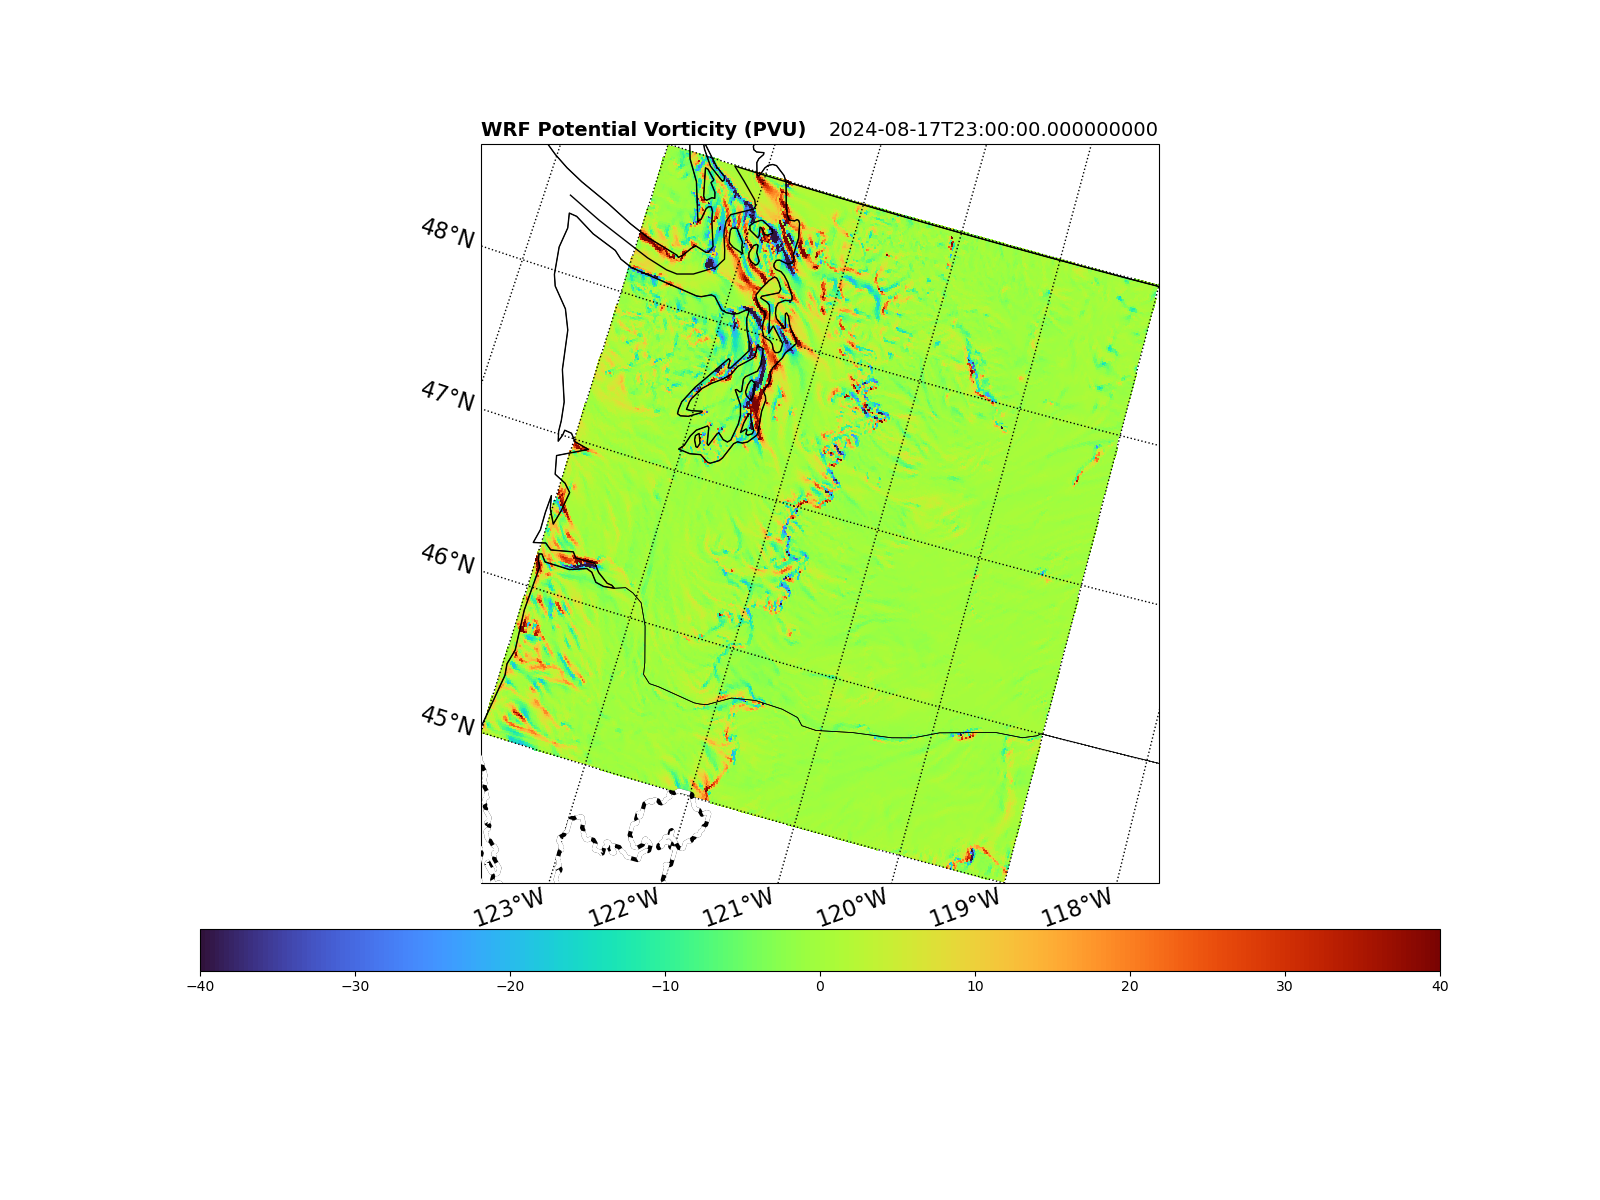 WRF Potential Vorticity (PVU) 2024-08-17T23:00:00.000000000
48°N
47°N
46°N
45°N
123°W 122°W 121°W 120°W 119°W 118°W
−40 −30 −20 −10 0 10 20 30 40